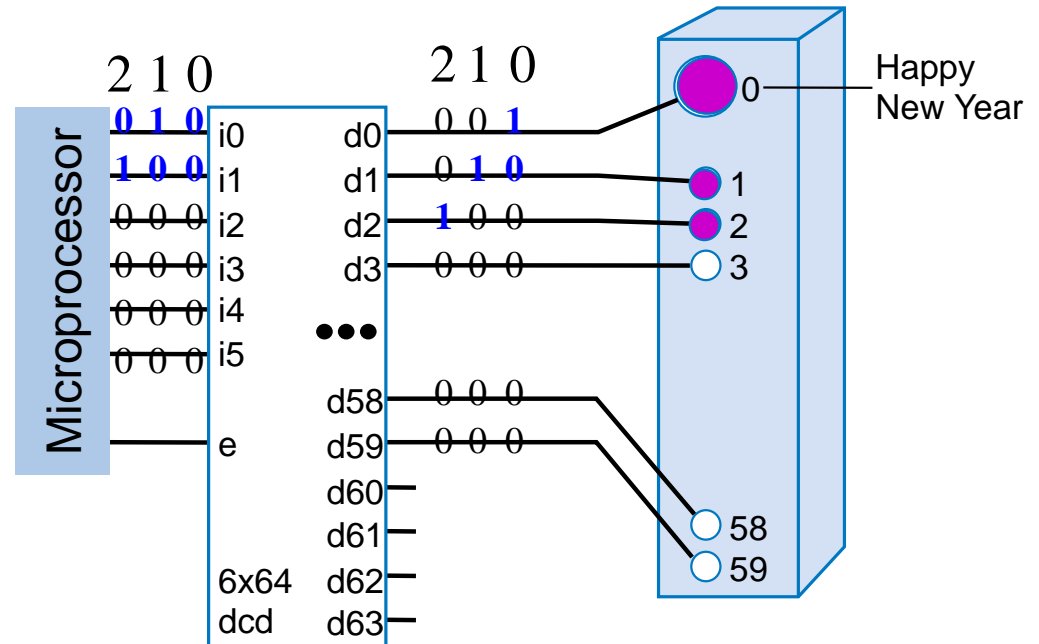 2 1 0
2 1 0
0
Happy
New Year
Microprocessor
0 1 0 i0 d0 0 0 1
1 0 0 i1 d1 0 1 0 1
0 0 0 i2 d2 1 0 0 2
0 0 0 i3 d3 0 0 0 3
0 0 0 i4
0 0 0 i5
d58 0 0 0
e d59 0 0 0
d60
d61
58
59
6x64 d62
dcd d63